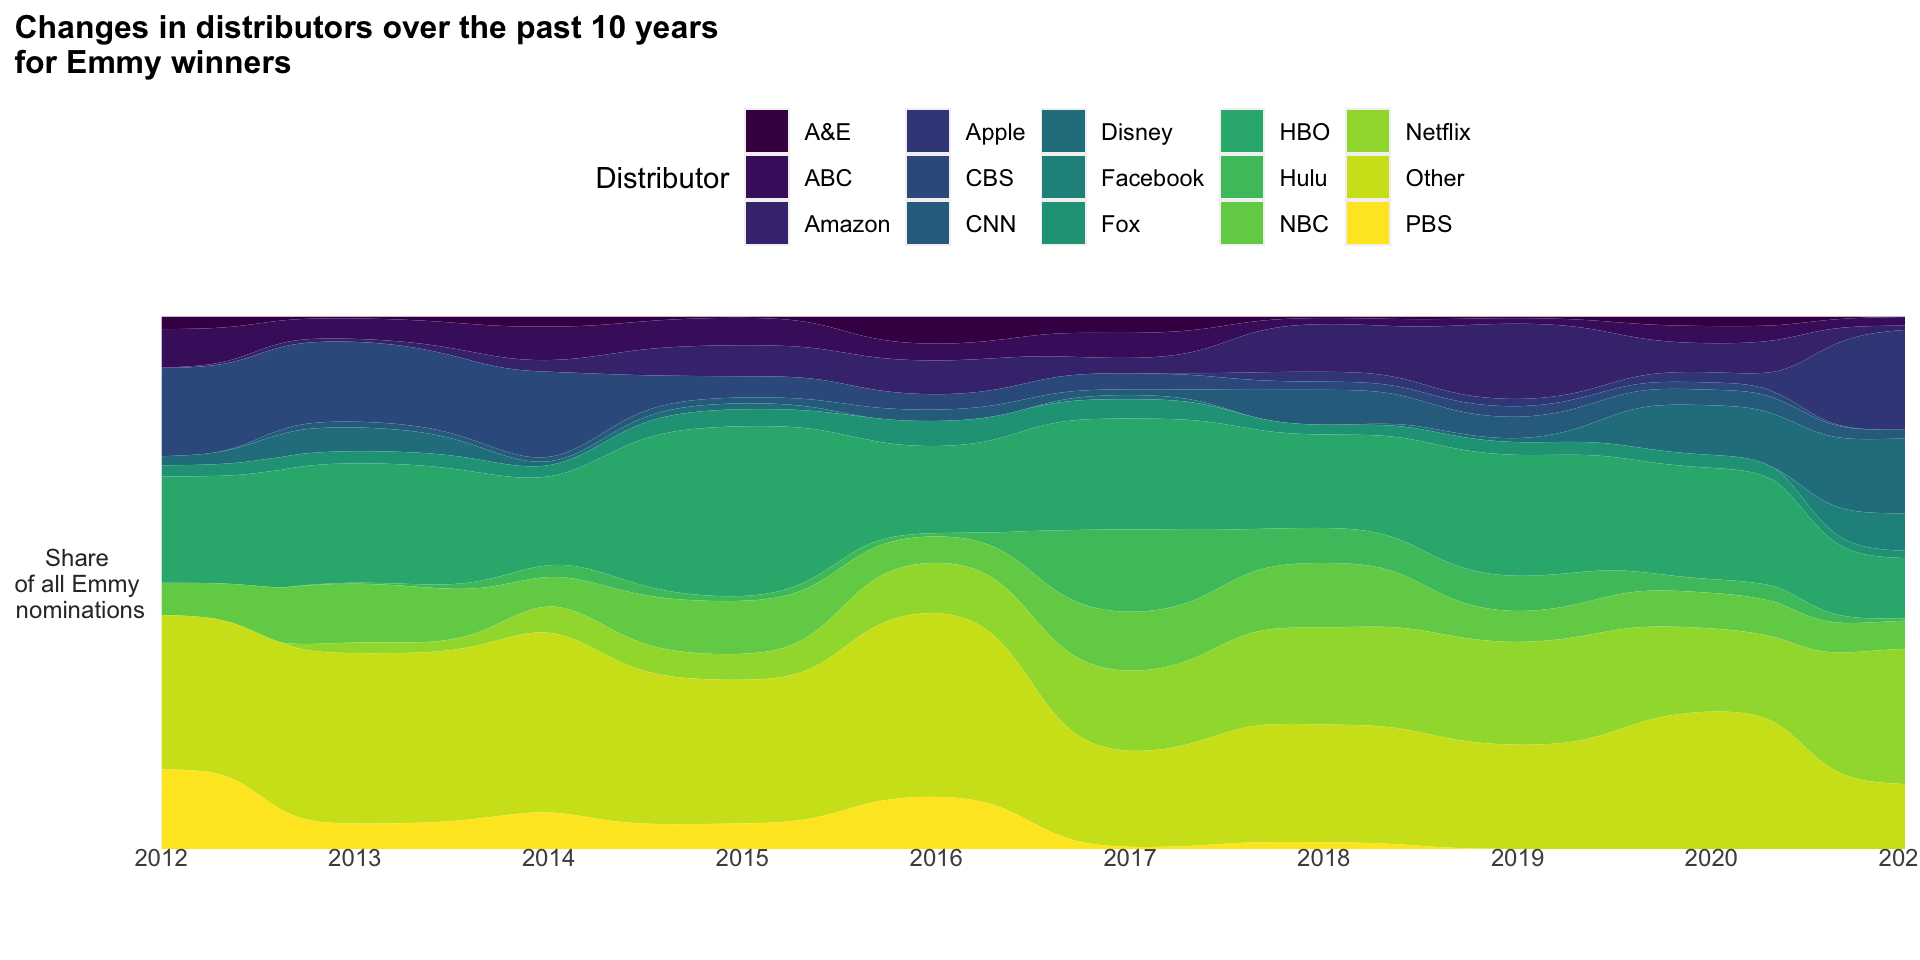 Changes in distributors over the past 10 years
for Emmy winners
Distributor
A&E
ABC
Amazon
Apple
CBS
CNN
Disney
Facebook
Fox
HBO
Hulu
NBC
Netflix
Other
PBS
Share
of all Emmy
nominations
2012 2013 2014 2015 2016 2017 2018 2019 2020 202